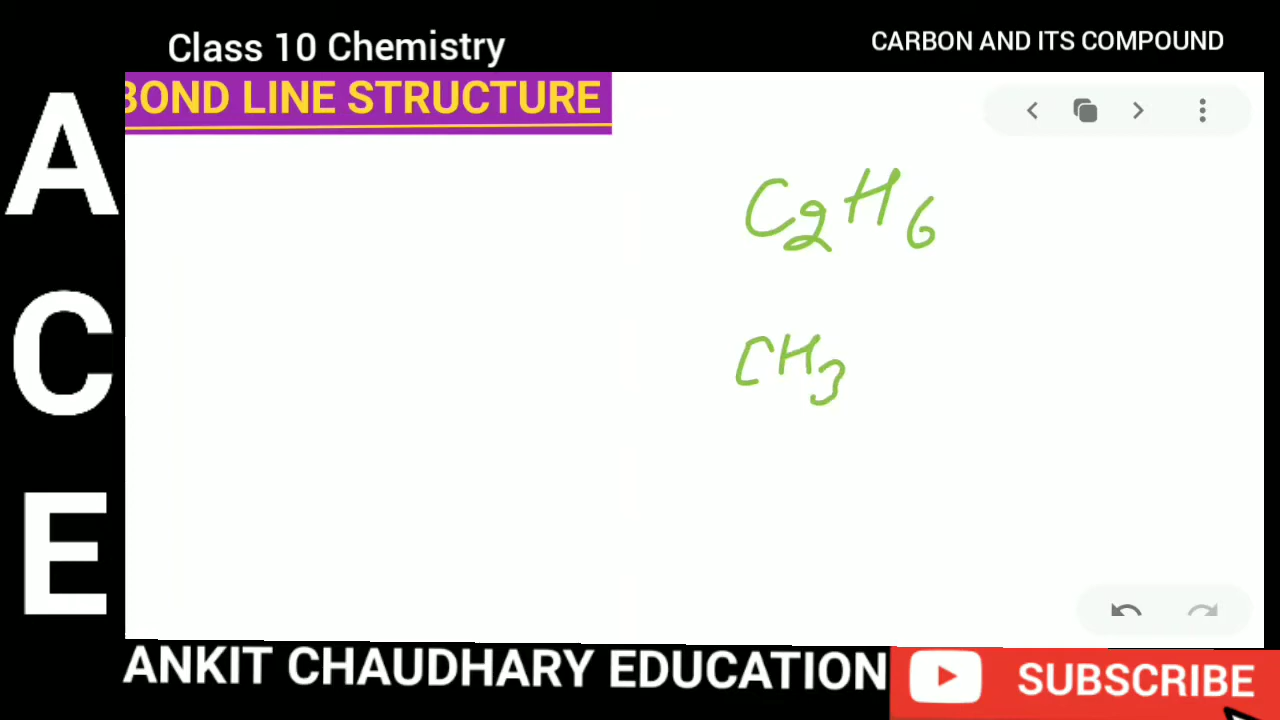 Class 10 Chemistry
CARBON AND ITS COMPOUND
BOND LINE STRUCTURE
A
C
E
C2H6
CH3
ANKIT CHAUDHARY EDUCATION
SUBSCRIBE